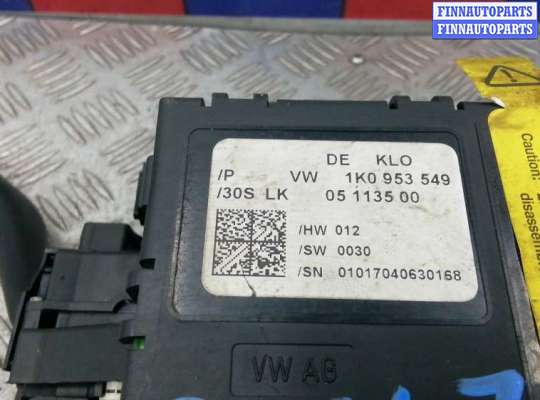 FINNAUTOPARTS
FINNAUTOPARTS
DE KLO
/P VW 1K0 953 549
/30S LK 05 1135 00
/HW 012
/SW 0030
/SN 01017040630168
VW AG
Caution:
disassem